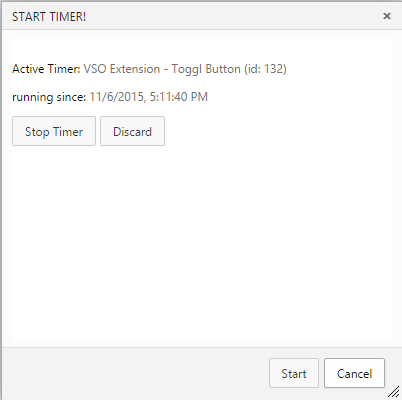 START TIMER!
Active Timer: VSO Extension - Toggl Button (id: 132)
running since: 11/6/2015, 5:11:40 PM
Stop Timer Discard
Start Cancel